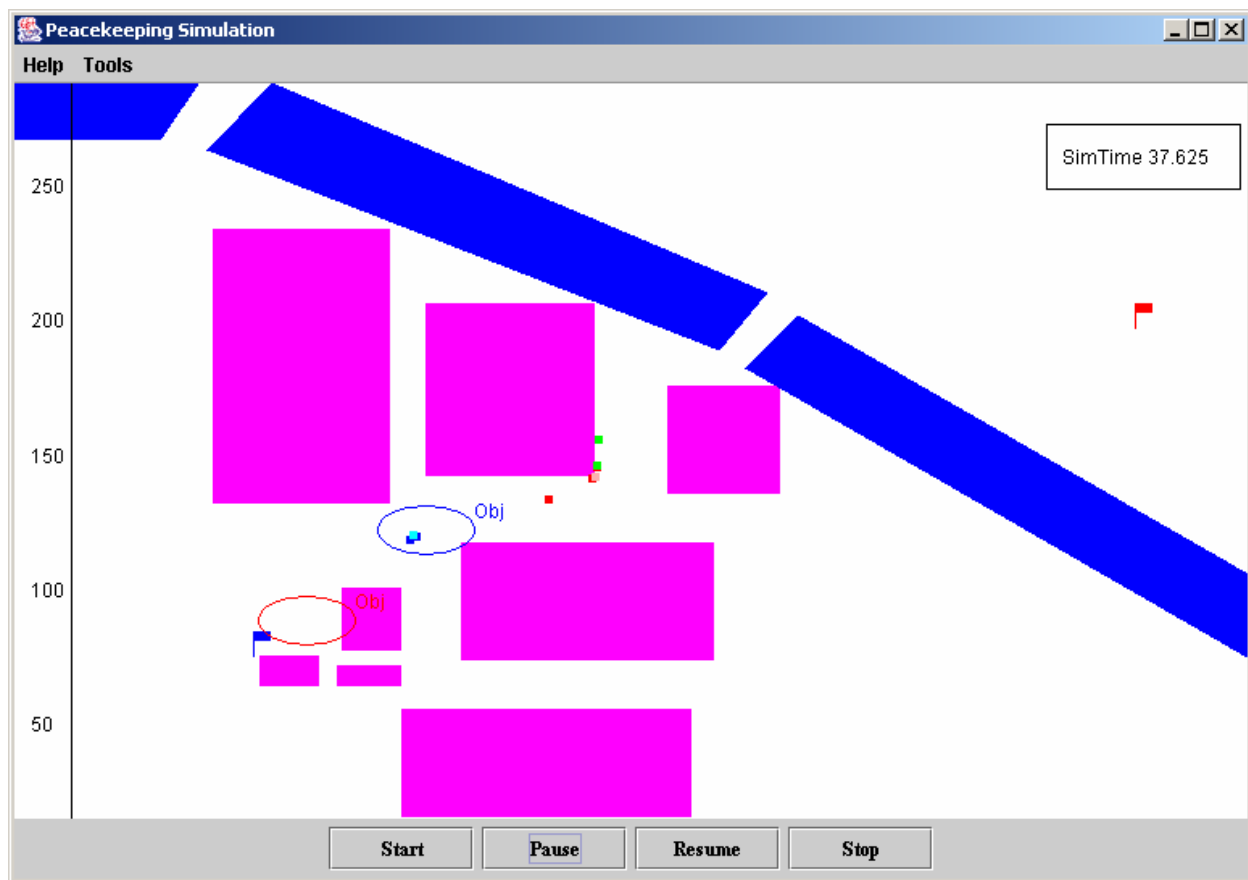 Peacekeeping Simulation
Help Tools
SimTime 37.625
250
200
150
Obj
100
Obj
50
Start Pause Resume Stop